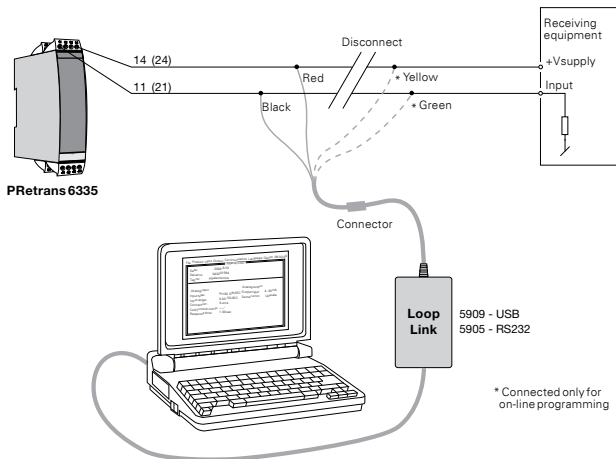 Receiving
equipment
+Vsupply
Input
Disconnect
14 (24)
11 (21)
Red
* Yellow
Black
* Green
PRetrans 6335
Connector
Loop
Link
5909 - USB
5905 - RS232
* Connected only for
on-line programming